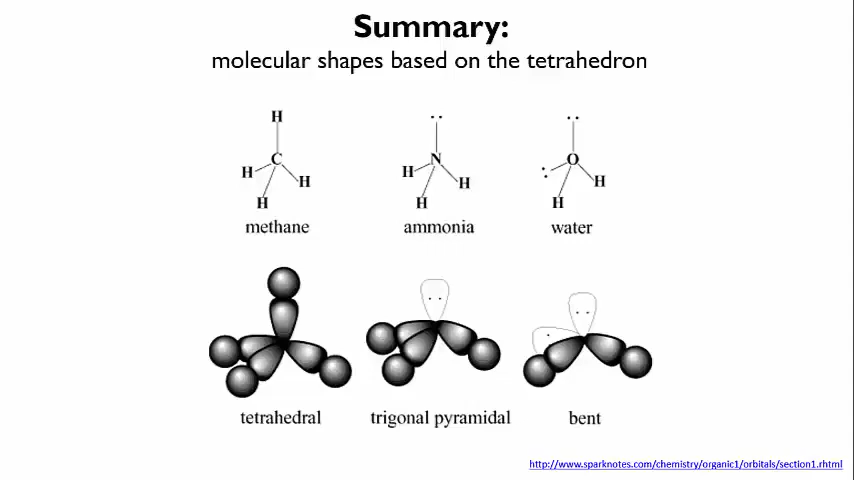 Summary:
molecular shapes based on the tetrahedron
H
C
H
H
H
methane
N
H
H
H
ammonia
O
H
H
water
tetrahedral
trigonal pyramidal
bent
http://www.sparknotes.com/chemistry/organic1/orbitals/section1.rhtml